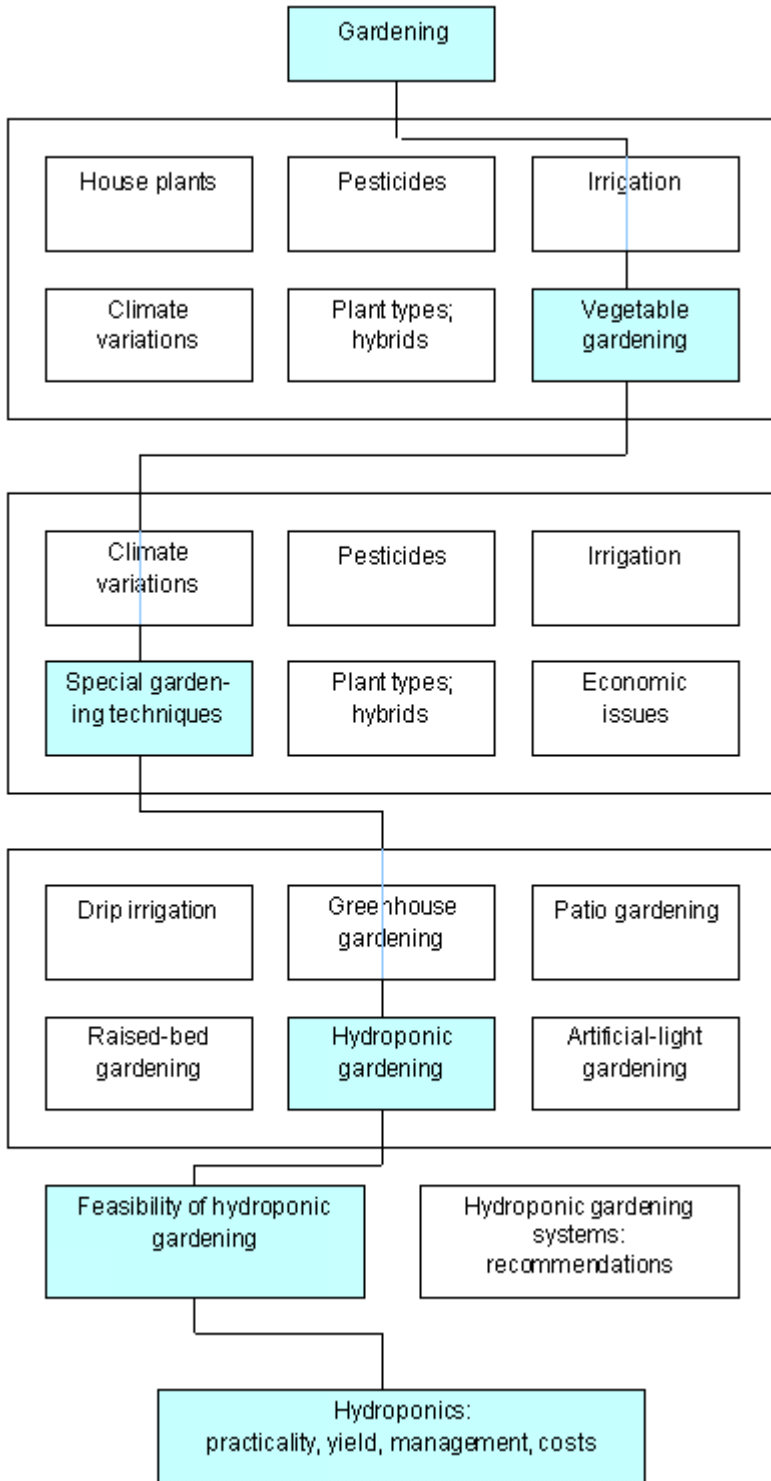 Gardening
House plants
Pesticides
Irrigation
Climate
variations
Plant types;
hybrids
Vegetable
gardening
Climate
variations
Pesticides
Irrigation
Special garden-
ing techniques
Plant types;
hybrids
Economic
issues
Drip irrigation
Greenhouse
gardening
Patio gardening
Raised-bed
gardening
Hydroponic
gardening
Artificial-light
gardening
Feasibility of hydroponic
gardening
Hydroponic gardening
systems:
recommendations
Hydroponics:
practicality, yield, management, costs